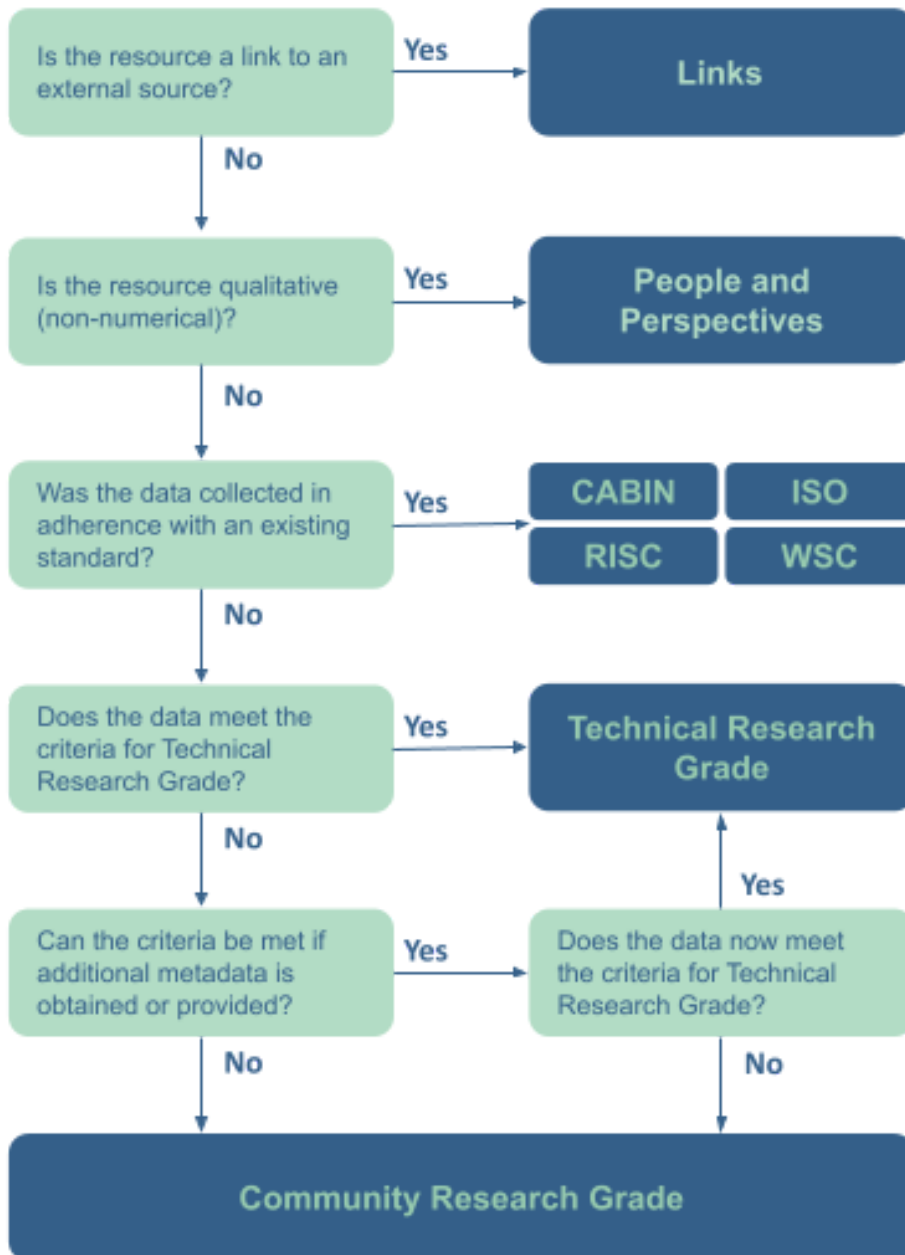 Is the resource a link to an
external source?
Yes
Links
No
Is the resource qualitative
(non-numerical)?
Yes
People and
Perspectives
No
Was the data collected in
adherence with an existing
standard?
Yes
CABIN
ISO
RISC
WSC
No
Does the data meet the
criteria for Technical
Research Grade?
Yes
Technical Research
Grade
No
Yes
Can the criteria be met if
additional metadata is
obtained or provided?
Yes
Does the data now meet
the criteria for Technical
Research Grade?
No
No
Community Research Grade